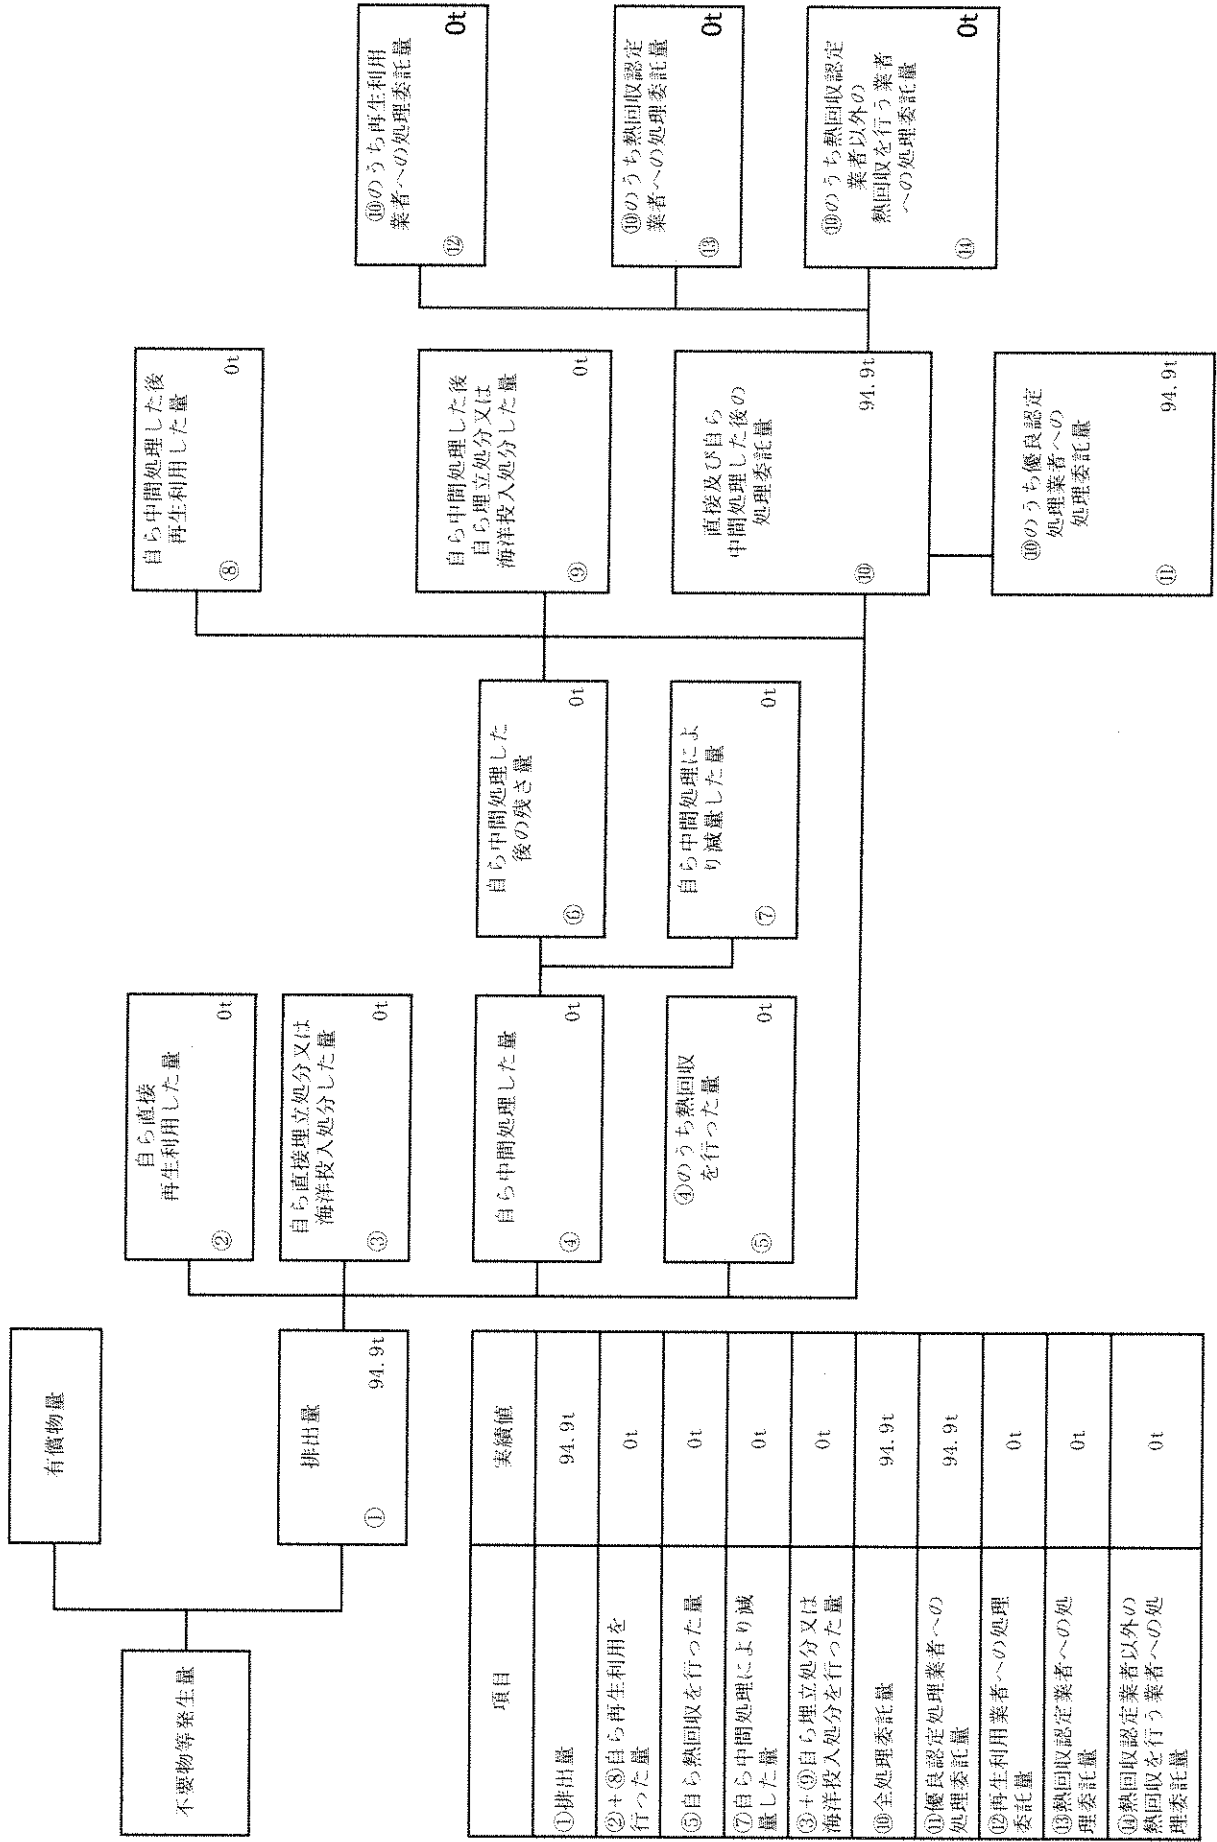 不要物等発生量
有償物量
排出量
① 94.9t
自ら直接
再生利用した量
② 0t
自ら直接埋立処分又は
海洋投入処分した量
③ 0t
自ら中間処理した量
④ 0t
④のうち熱回収
を行った量
⑤ 0t
自ら中間処理した
後の残さ量
⑥ 0t
自ら中間処理によ
り減量した量
⑦ 0t
自ら中間処理した後
再生利用した量
⑧ 0t
自ら中間処理した後
自ら埋立処分又は
海洋投入処分した量
⑨ 0t
直接及び自ら
中間処理した後の
処理委託量
⑩ 94.9t
⑩のうち優良認定
処理業者への
処理委託量
⑪ 94.9t
⑩のうち再生利用
業者への処理委託量
⑫ 0t
⑩のうち熱回収認定
業者への処理委託量
⑬ 0t
⑩のうち熱回収認定
業者以外の
熱回収を行う業者
への処理委託量
⑭ 0t
項目 実績値
①排出量 94.9t
②+⑧自ら再生利用を
行った量 0t
⑤自ら熱回収を行った量 0t
⑦自ら中間処理により減
量した量 0t
③+⑨自ら埋立処分又は
海洋投入処分を行った量 0t
⑩全処理委託量 94.9t
⑪優良認定処理業者への
処理委託量 94.9t
⑫再生利用業者への処理
委託量 0t
⑬熱回収認定業者への処
理委託量 0t
⑭熱回収認定業者以外の
熱回収を行う業者への処
理委託量 0t